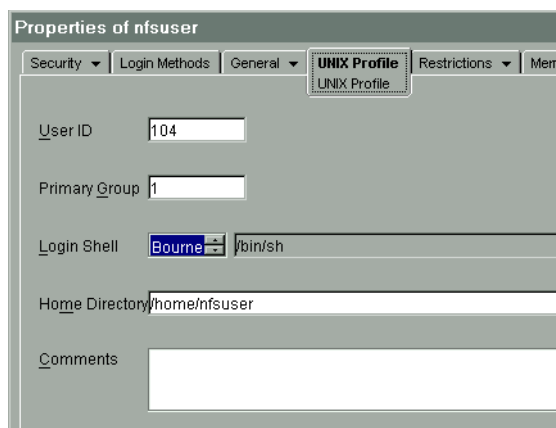 Properties of nfsuser
Security Login Methods General UNIX Profile Restrictions Mem
UNIX Profile
User ID 104
Primary Group 1
Login Shell Bourne /bin/sh
Home Directory /home/nfsuser
Comments